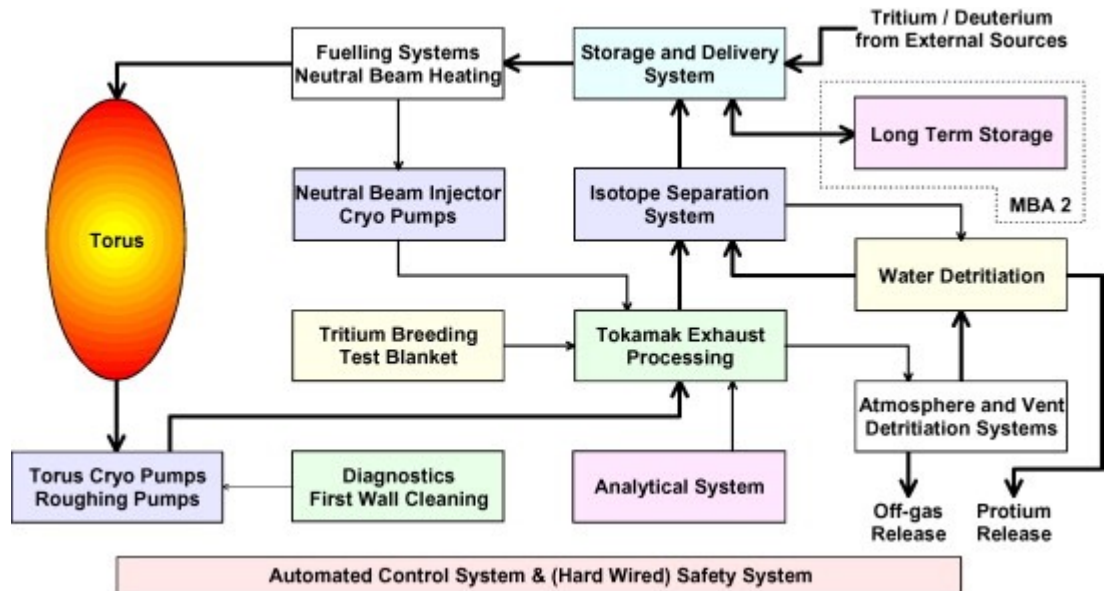 Fuelling Systems
Neutral Beam Heating
Storage and Delivery
System
Tritium / Deuterium
from External Sources
Long Term Storage
MBA 2
Neutral Beam Injector
Cryo Pumps
Isotope Separation
System
Torus
Water Detritiation
Tritium Breeding
Test Blanket
Tokamak Exhaust
Processing
Atmosphere and Vent
Detritiation Systems
Torus Cryo Pumps
Roughing Pumps
Diagnostics
First Wall Cleaning
Analytical System
Off-gas
Release
Protium
Release
Automated Control System & (Hard Wired) Safety System